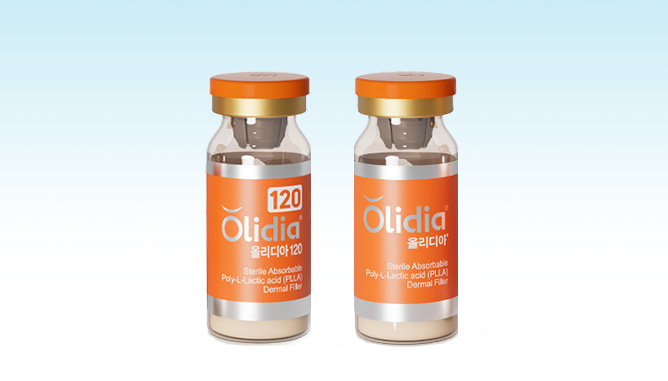 120
Olidia®
올리디아120
Sterile Absorbable
Poly-L-Lactic acid (PLLA)
Dermal Filler
Olidia®
올리디아®
Sterile Absorbable
Poly-L-Lactic acid (PLLA)
Dermal Filler